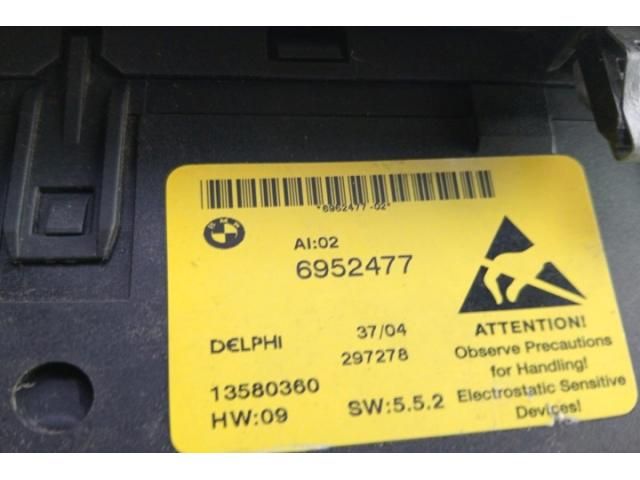 *6952477-02*
BMW
AI:02
6952477
DELPHI
37/04
297278
13580360
HW:09
SW:5.5.2
ATTENTION!
Observe Precautions
for Handling!
Electrostatic Sensitive
Devices!